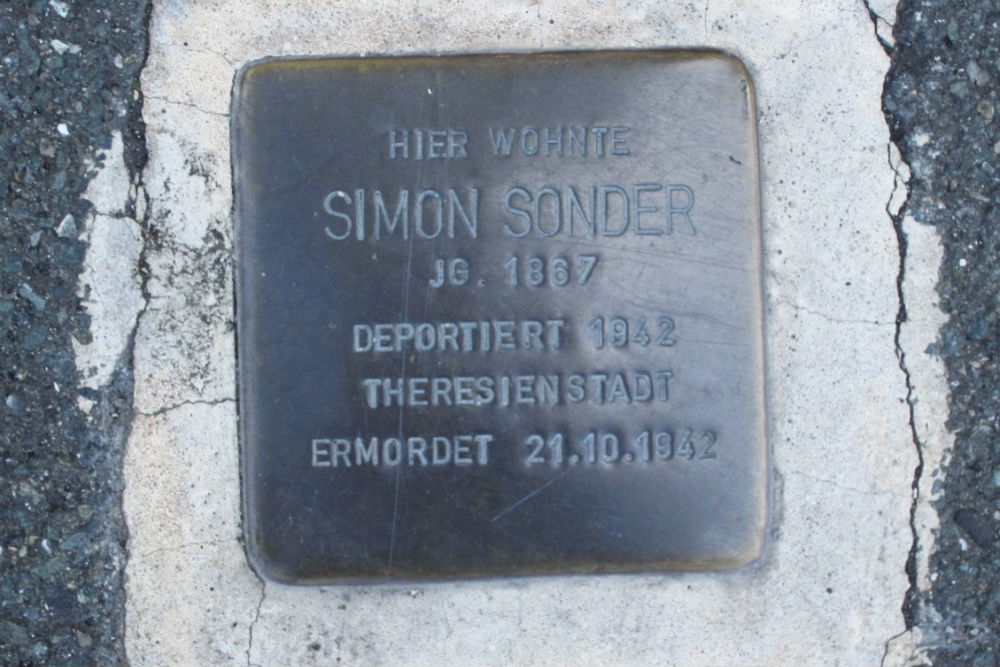 HIER WOHNTE
SIMON SONDER
JG. 1867
DEPORTIERT 1942
THERESIENSTADT
ERMORDET 21.10.1942